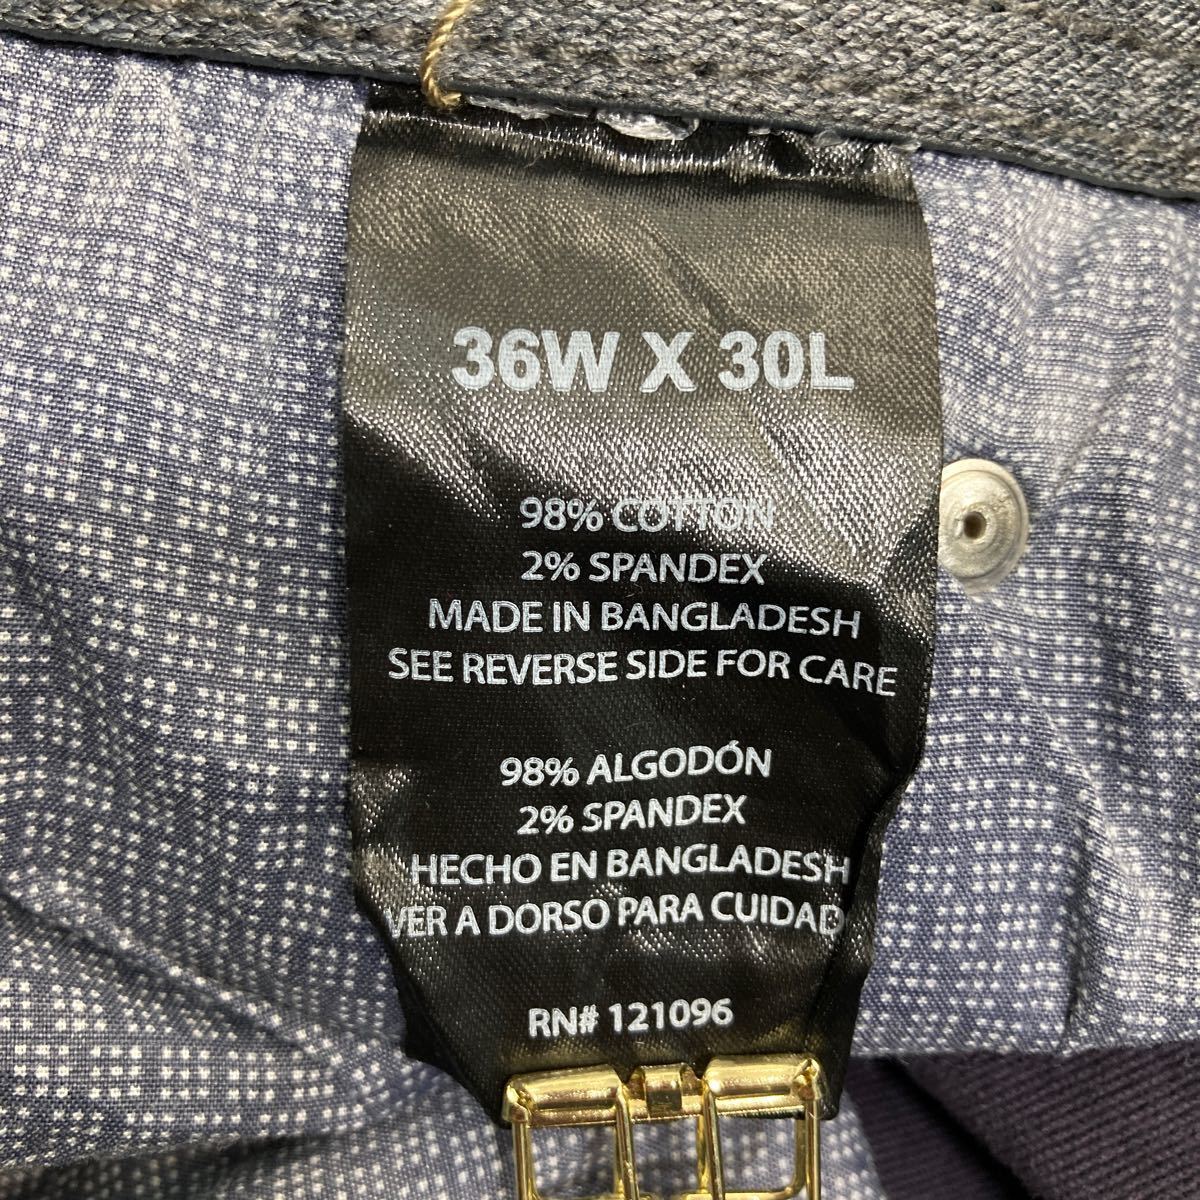 36W X 30L
98% COTTON
2% SPANDEX
MADE IN BANGLADESH
SEE REVERSE SIDE FOR CARE
98% ALGODÓN
2% SPANDEX
HECHO EN BANGLADESH
VER A DORSO PARA CUIDADO
RN# 121096